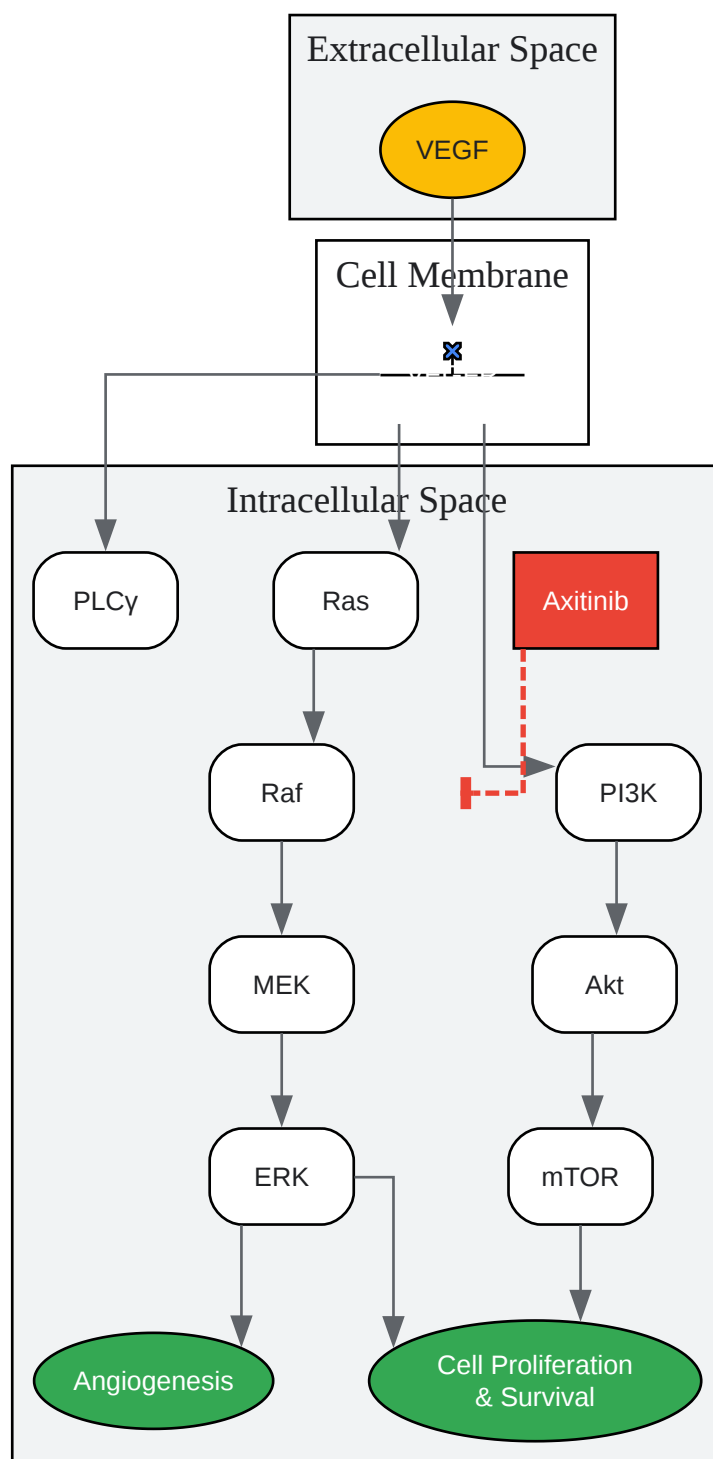 Extracellular Space
VEGF
Cell Membrane
Intracellular Space
PLCγ
Ras
Axitinib
Raf
PI3K
MEK
Akt
ERK
mTOR
Angiogenesis
Cell Proliferation
& Survival